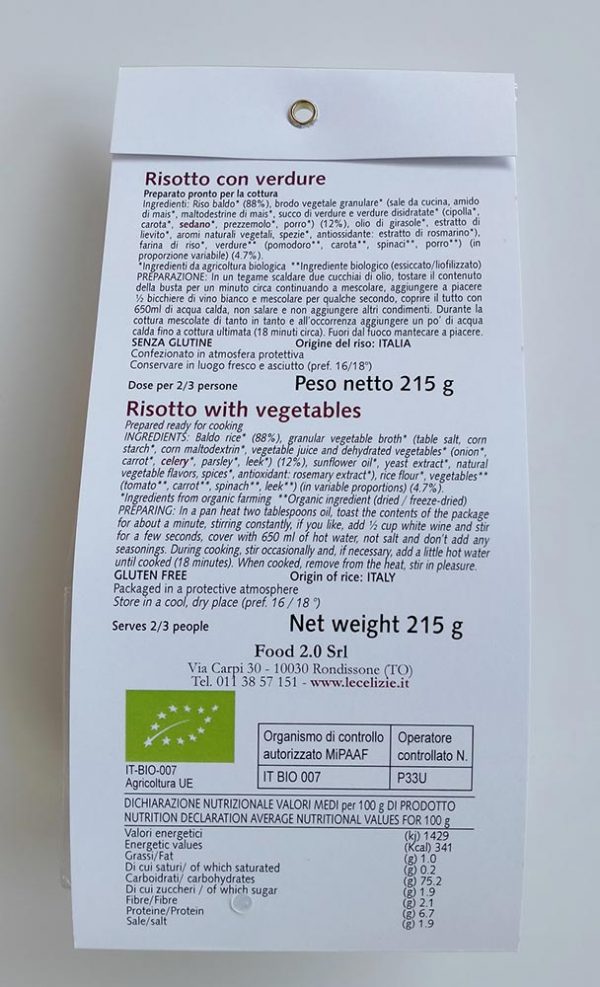 Risotto con verdure
Preparato pronto per la cottura
Ingredienti: Riso baldo* (88%), brodo vegetale granulare* (sale da cucina, amido
di mais*, maltodestrine di mais*, succo di verdure e verdure disidratate* (cipolla*,
carota*, sedano*, prezzemolo*, porro*) (12%), olio di girasole*, estratto di
lievito*, aromi naturali vegetali, spezie*, antiossidante: estratto di rosmarino*),
farina di riso*, verdure** (pomodoro**, carota**, spinaci**, porro**) (in
proporzione variabile) (4.7%).
*Ingredienti da agricoltura biologica **Ingrediente biologico (essiccato/liofilizzato)
PREPARAZIONE: In un tegame scaldare due cucchiai di olio, tostare il contenuto
della busta per un minuto circa continuando a mescolare, aggiungere a piacere
½ bicchiere di vino bianco e mescolare per qualche secondo, coprire il tutto con
650ml di acqua calda, non salare e non aggiungere altri condimenti. Durante la
cottura mescolate di tanto in tanto e all'occorrenza aggiungere un po' di acqua
calda fino a cottura ultimata (18 minuti circa). Fuori dal fuoco mantecare a piacere.
SENZA GLUTINE Origine del riso: ITALIA
Confezionato in atmosfera protettiva
Conservare in luogo fresco e asciutto (pref. 16/18°)
Dose per 2/3 persone Peso netto 215 g
Risotto with vegetables
Prepared ready for cooking
INGREDIENTS: Baldo rice* (88%), granular vegetable broth* (table salt, corn
starch*, corn maltodextrin*, vegetable juice and dehydrated vegetables* (onion*,
carrot*, celery*, parsley*, leek*) (12%), sunflower oil*, yeast extract*, natural
vegetable flavors, spices*, antioxidant: rosemary extract*), rice flour*, vegetables**
(tomato**, carrot**, spinach**, leek**) (in variable proportions) (4.7%).
*Ingredients from organic farming **Organic ingredient (dried / freeze-dried)
PREPARING: In a pan heat two tablespoons oil, toast the contents of the package
for about a minute, stirring constantly, if you like, add ½ cup white wine and stir
for a few seconds, cover with 650 ml of hot water, not salt and don't add any
seasonings. During cooking, stir occasionally and, if necessary, add a little hot water
until cooked (18 minutes). When cooked, remove from the heat, stir in pleasure.
GLUTEN FREE Origin of rice: ITALY
Packaged in a protective atmosphere
Store in a cool, dry place (pref. 16 / 18 °)
Serves 2/3 people Net weight 215 g
Food 2.0 Srl
Via Carpi 30 - 10030 Rondissone (TO)
Tel. 011 38 57 151 - www.lecelizie.it
Organismo di controllo Operatore
autorizzato MiPAAF controllato N.
IT BIO 007 P33U
IT-BIO-007
Agricoltura UE
DICHIARAZIONE NUTRIZIONALE VALORI MEDI per 100 g DI PRODOTTO
NUTRITION DECLARATION AVERAGE NUTRITIONAL VALUES FOR 100 g
Valori energetici (kj) 1429
Energetic values (Kcal) 341
Grassi/Fat (g) 1.0
Di cui saturi/ of which saturated (g) 0.2
Carboidrati/ carbohydrates (g) 75.2
Di cui zuccheri / of which sugar (g) 1.9
Fibre/Fibre (g) 2.1
Proteine/Protein (g) 6.7
Sale/salt (g) 1.9